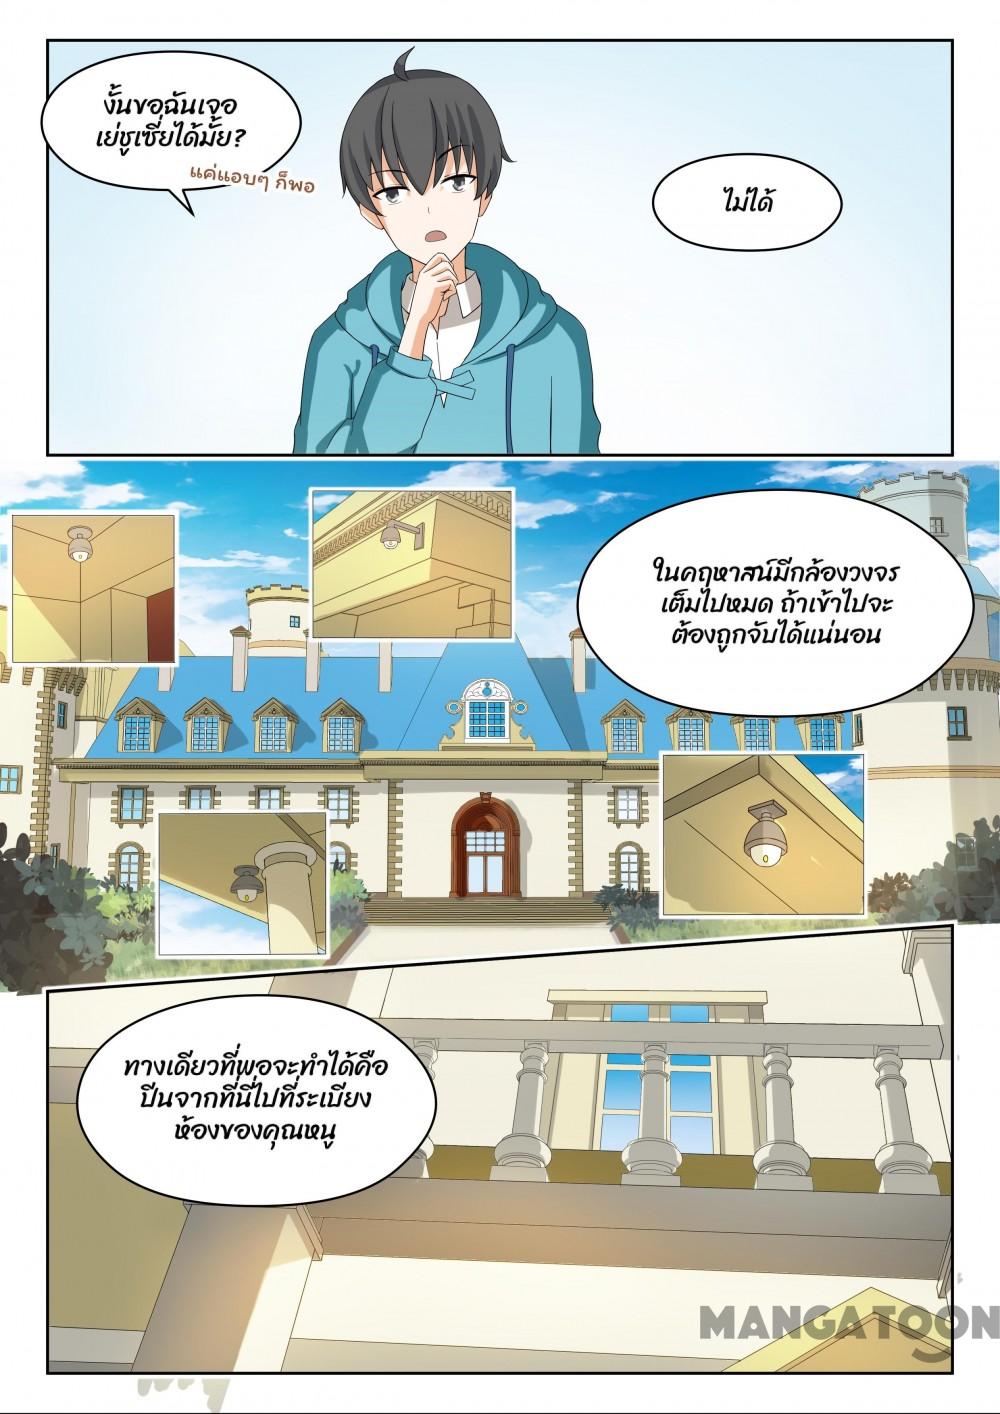 งั้นขอฉันเจอ
เย่ชูเซี่ยได้มั้ย?
แค่แอบๆ ก็พอ
ไม่ได้
ในคฤหาสน์มีกล้องวงจร
เต็มไปหมด ถ้าเข้าไปจะ
ต้องถูกจับได้แน่นอน
ทางเดียวที่พอจะทำได้คือ
ปีนจากที่นี่ไปที่ระเบียง
ห้องของคุณหนู
MANGATOON